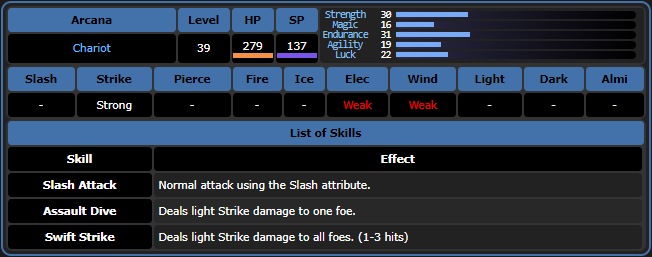 Arcana Level HP SP
Chariot 39 279 137
Strength 30
Magic 16
Endurance 31
Agility 19
Luck 22
Slash Strike Pierce Fire Ice Elec Wind Light Dark Almi
- Strong - - - Weak Weak - - -
List of Skills
Skill Effect
Slash Attack Normal attack using the Slash attribute.
Assault Dive Deals light Strike damage to one foe.
Swift Strike Deals light Strike damage to all foes. (1-3 hits)